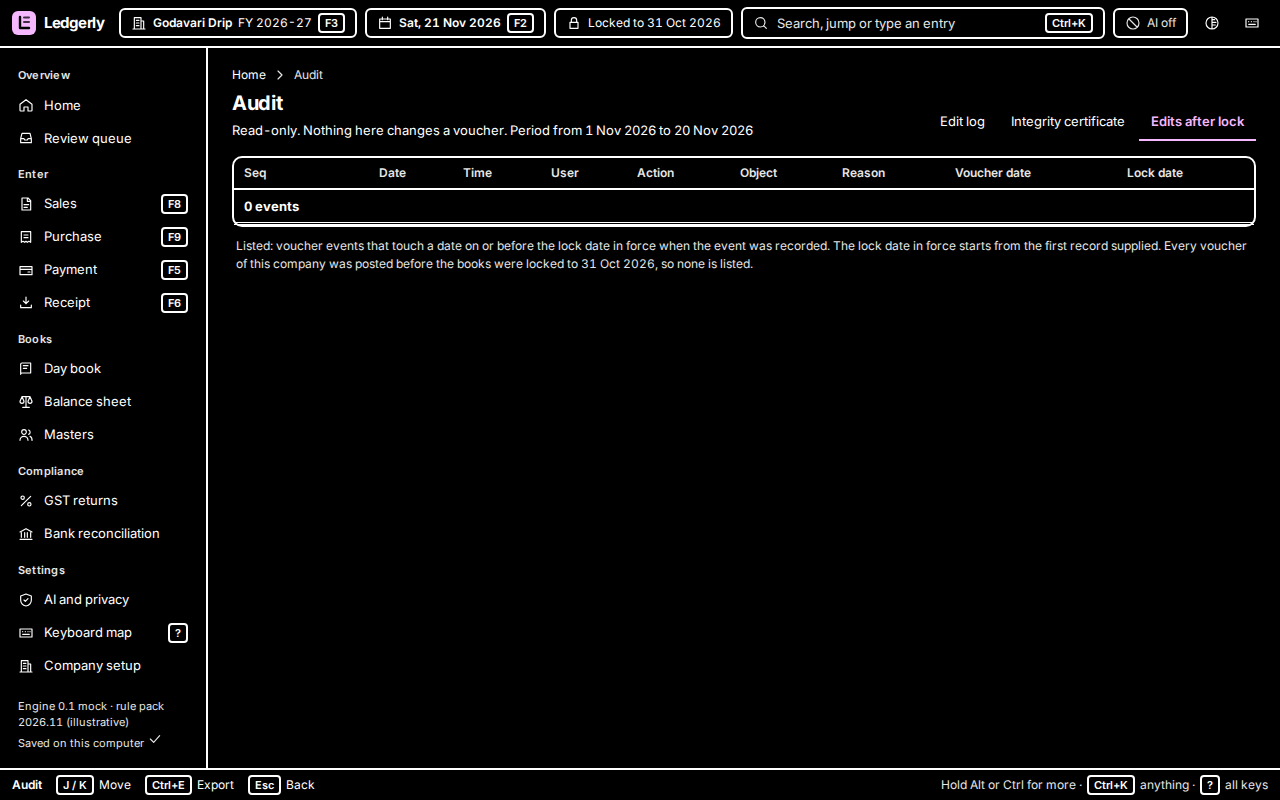 Ledgerly
Godavari Drip FY 2026-27 F3
Sat, 21 Nov 2026 F2
Locked to 31 Oct 2026
Search, jump or type an entry Ctrl+K
AI off
Overview
Home
Review queue
Enter
Sales F8
Purchase F9
Payment F5
Receipt F6
Books
Day book
Balance sheet
Masters
Compliance
GST returns
Bank reconciliation
Settings
AI and privacy
Keyboard map ?
Company setup
Engine 0.1 mock · rule pack
2026.11 (illustrative)
Saved on this computer
Home > Audit
Audit
Read-only. Nothing here changes a voucher. Period from 1 Nov 2026 to 20 Nov 2026
Edit log Integrity certificate Edits after lock
Seq Date Time User Action Object Reason Voucher date Lock date
0 events
Listed: voucher events that touch a date on or before the lock date in force when the event was recorded. The lock date in force starts from the first record supplied. Every voucher
of this company was posted before the books were locked to 31 Oct 2026, so none is listed.
Audit J / K Move Ctrl+E Export Esc Back
Hold Alt or Ctrl for more · Ctrl+K anything · ? all keys